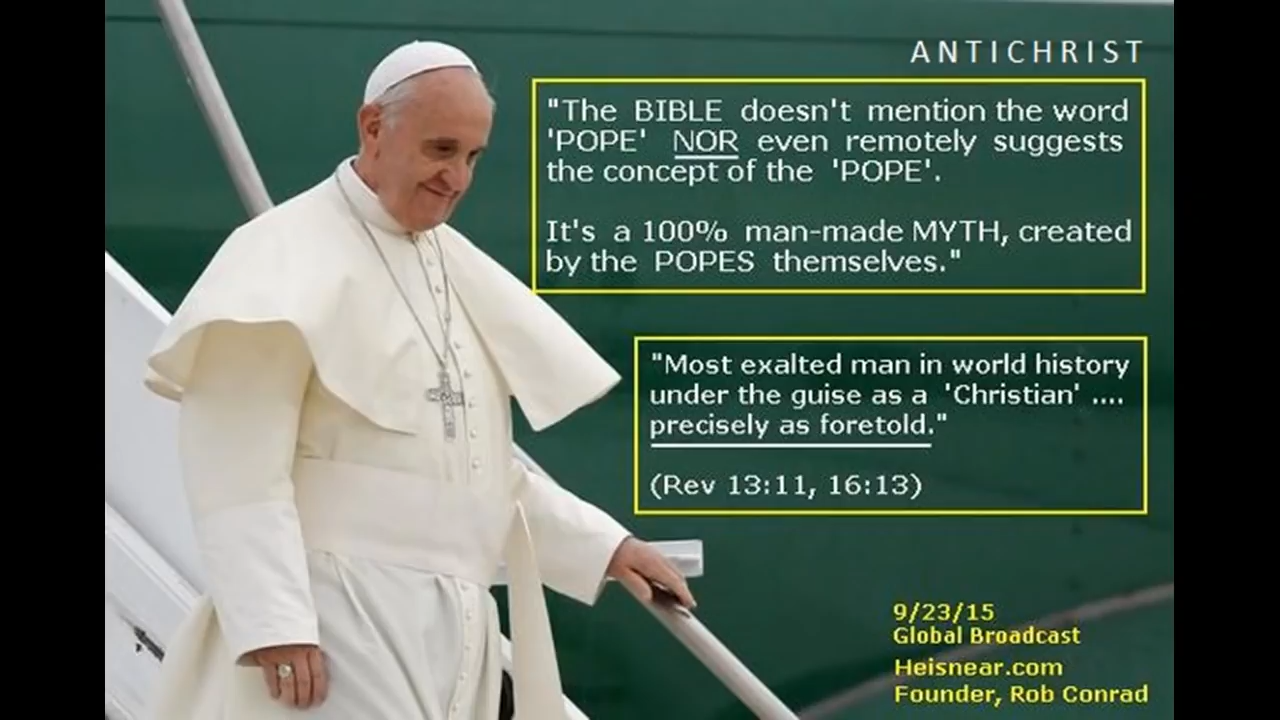 ANTICHRIST
"The BIBLE doesn't mention the word
'POPE' NOR even remotely suggests
the concept of the 'POPE'.
It's a 100% man-made MYTH, created
by the POPES themselves."
"Most exalted man in world history
under the guise as a 'Christian' ....
precisely as foretold."
(Rev 13:11, 16:13)
9/23/15
Global Broadcast
Heisnear.com
Founder, Rob Conrad